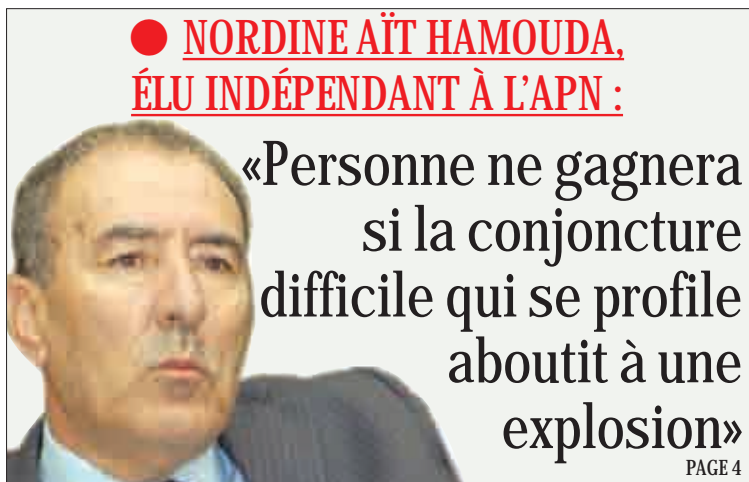 ● NORDINE AÏT HAMOUDA,
ÉLU INDÉPENDANT À L'APN :
«Personne ne gagnera
si la conjoncture
difficile qui se profile
aboutit à une
explosion»
PAGE 4